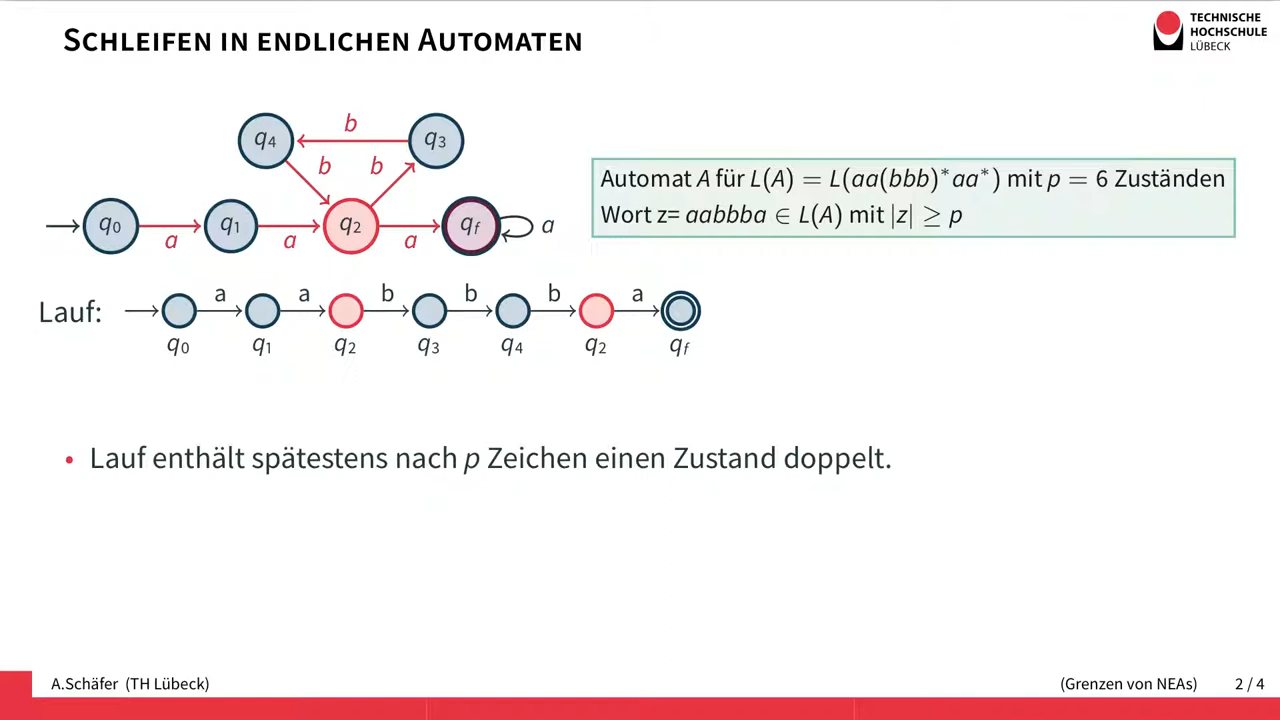 Schleifen in endlichen Automaten
TECHNISCHE
HOCHSCHULE
LÜBECK
b
q₄ q₃
b b
q₀ q₁ q₂ q_f a
a a a
Automat A für L(A) = L(aa(bbb)*aa*) mit p = 6 Zuständen
Wort z= aabbba ∈ L(A) mit |z| ≥ p
a a b b b a
Lauf:
q₀ q₁ q₂ q₃ q₄ q₂ q_f
• Lauf enthält spätestens nach p Zeichen einen Zustand doppelt.
A.Schäfer (TH Lübeck) (Grenzen von NEAs) 2 / 4